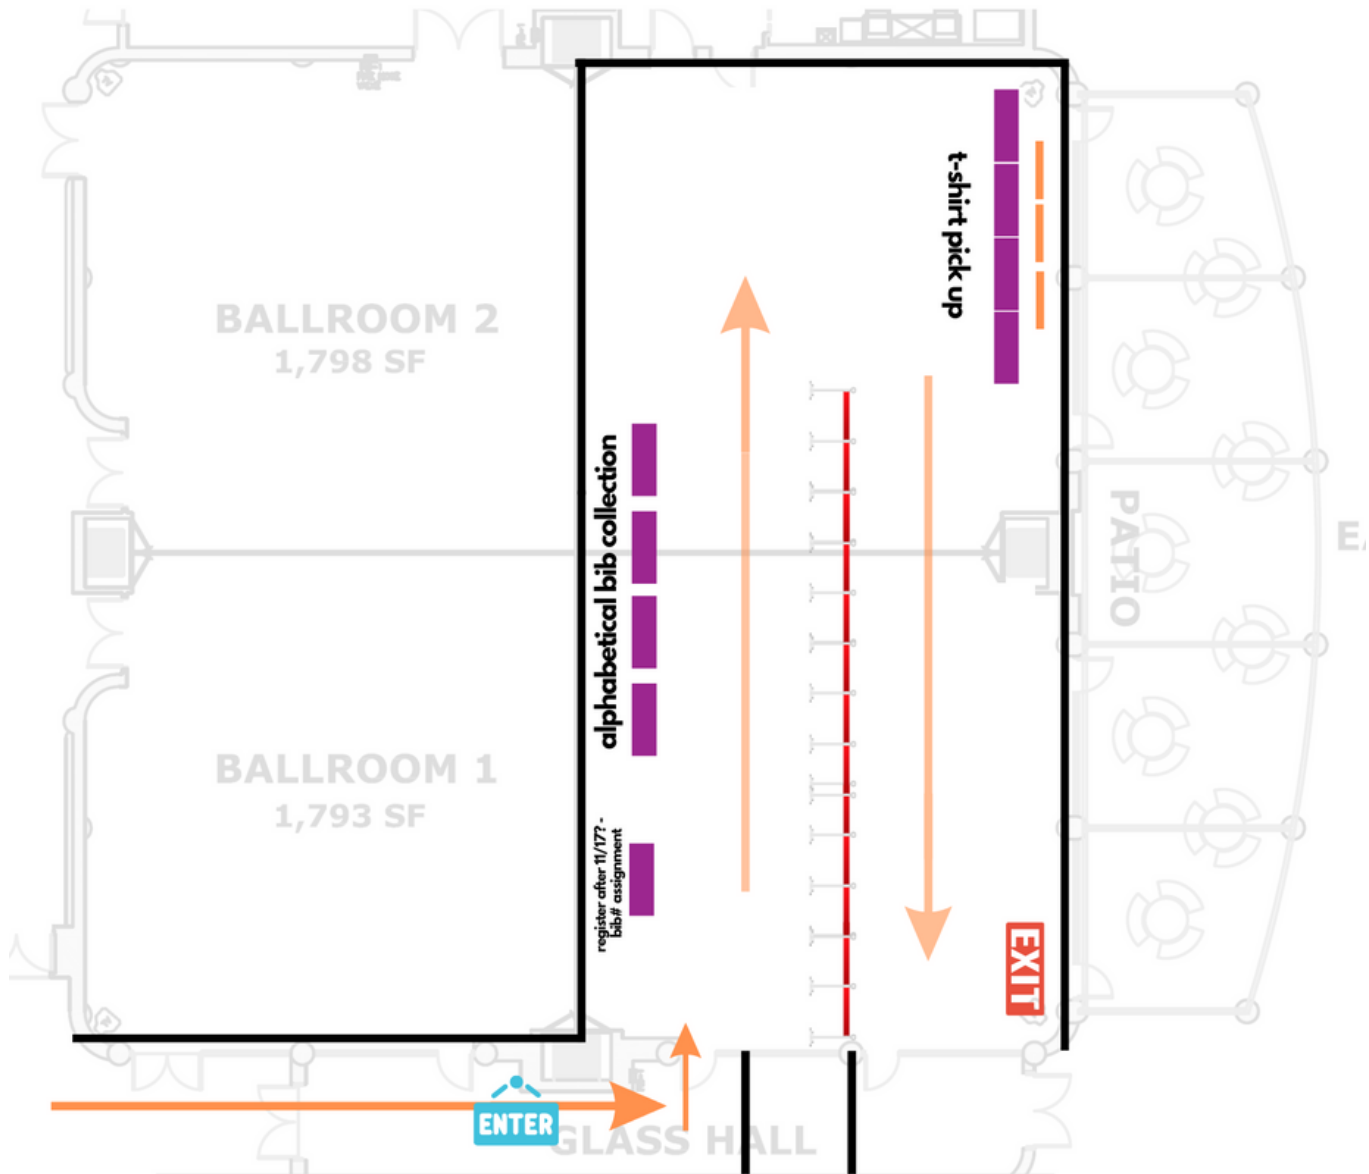 BALLROOM 2
1,798 SF
t-shirt pick up
alphabetical bib collection
PATIO
BALLROOM 1
1,793 SF
register after 11/17? -
bib# assignment
EXIT
ENTER
GLASS HALL